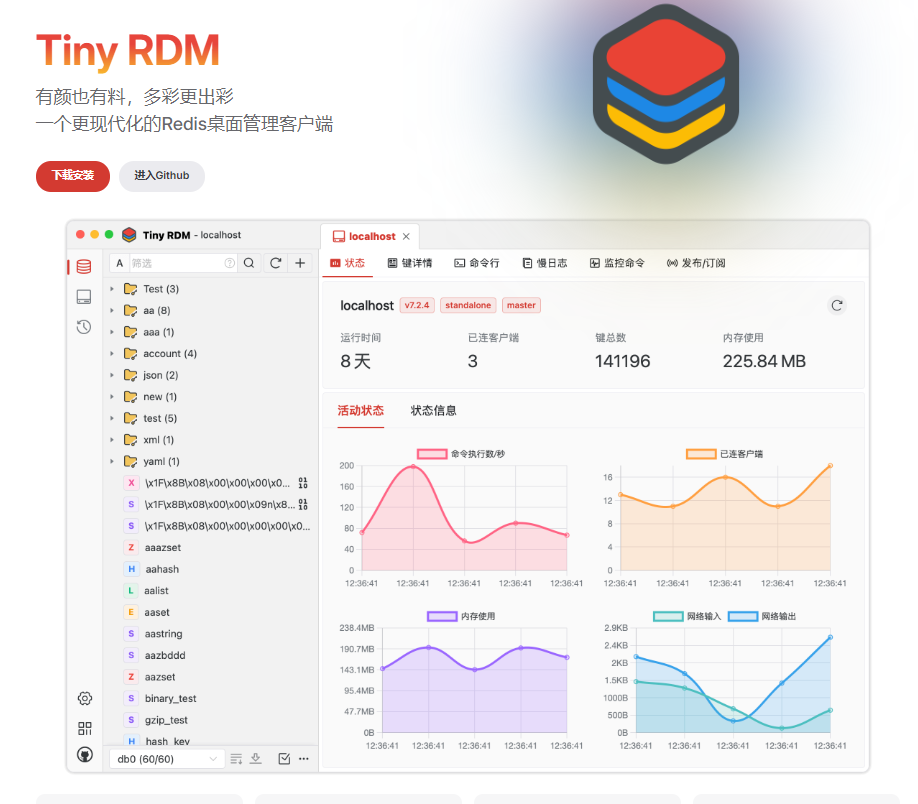 Tiny RDM
有颜也有料，多彩更出彩
一个更现代化的Redis桌面管理客户端
下载安装 进入Github
Tiny RDM - localhost
localhost
A 筛选
状态 键详情 命令行 慢日志 监控命令 发布/订阅
Test (3)
aa (8)
aaa (1)
account (4)
json (2)
new (1)
test (5)
xml (1)
yaml (1)
X \x1F\x8B\x08\x00\x00\x00\x0...
S \x1F\x8B\x08\x00\x00\x09n\x8...
S \x1F\x8B\x08\x00\x00\x00\x00\x0...
Z aaazset
H aahash
L aalist
E aaset
S aastring
S aazbddd
Z aazset
S binary_test
S gzip_test
H hash_key
db0 (60/60)
localhost v7.2.4 standalone master
运行时间 已连客户端 键总数 内存使用
8 天 3 141196 225.84 MB
活动状态 状态信息
命令执行数/秒
200
160
120
80
40
0
12:36:41 12:36:41 12:36:41 12:36:41 12:36:41
已连客户端
16
12
8
4
0
12:36:41 12:36:41 12:36:41 12:36:41 12:36:41
内存使用
238.4MB
190.7MB
143.1MB
95.4MB
47.7MB
0B
12:36:41 12:36:41 12:36:41 12:36:41 12:36:41
网络输入 网络输出
2.9KB
2.4KB
2KB
1.5KB
1000B
500B
0B
12:36:41 12:36:41 12:36:41 12:36:41 12:36:41